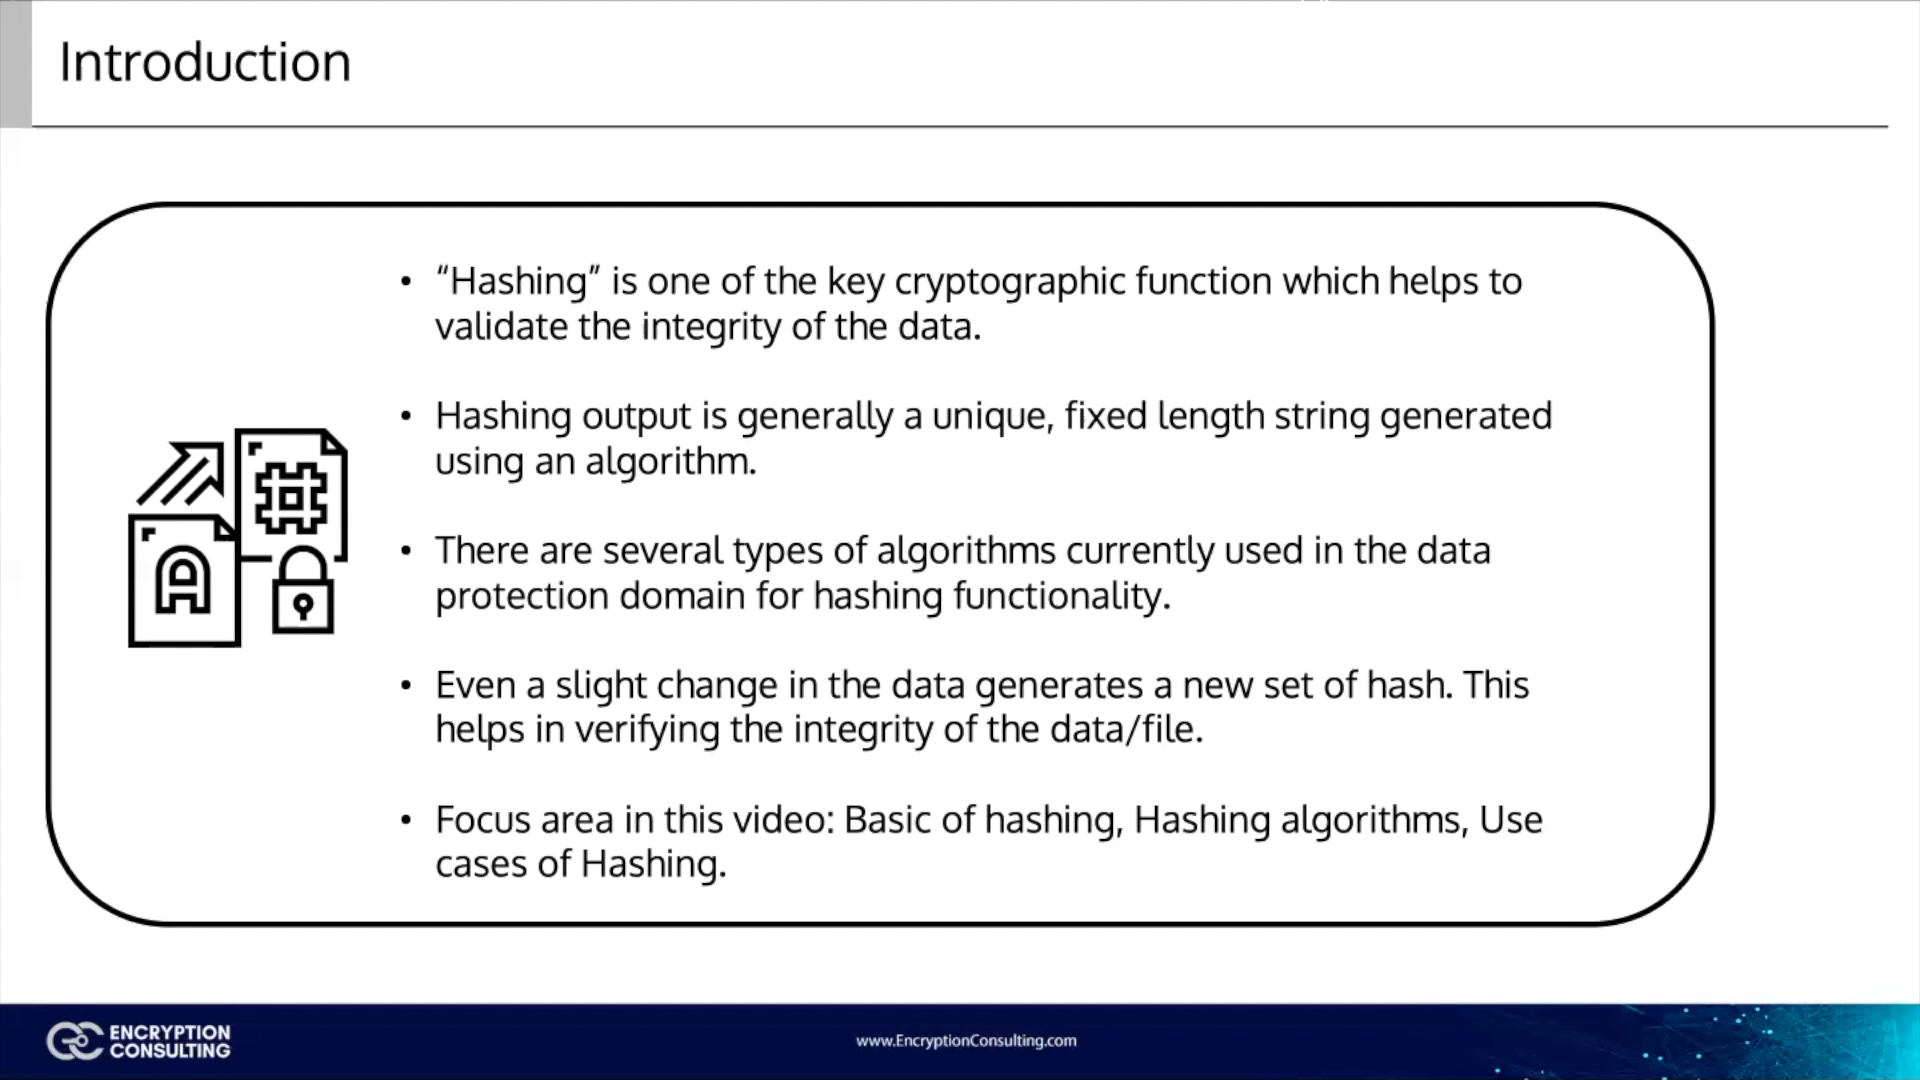 Introduction
• “Hashing” is one of the key cryptographic function which helps to
validate the integrity of the data.
• Hashing output is generally a unique, fixed length string generated
using an algorithm.
• There are several types of algorithms currently used in the data
protection domain for hashing functionality.
• Even a slight change in the data generates a new set of hash. This
helps in verifying the integrity of the data/file.
• Focus area in this video: Basic of hashing, Hashing algorithms, Use
cases of Hashing.
A
#
ENCRYPTION
CONSULTING
www.EncryptionConsulting.com